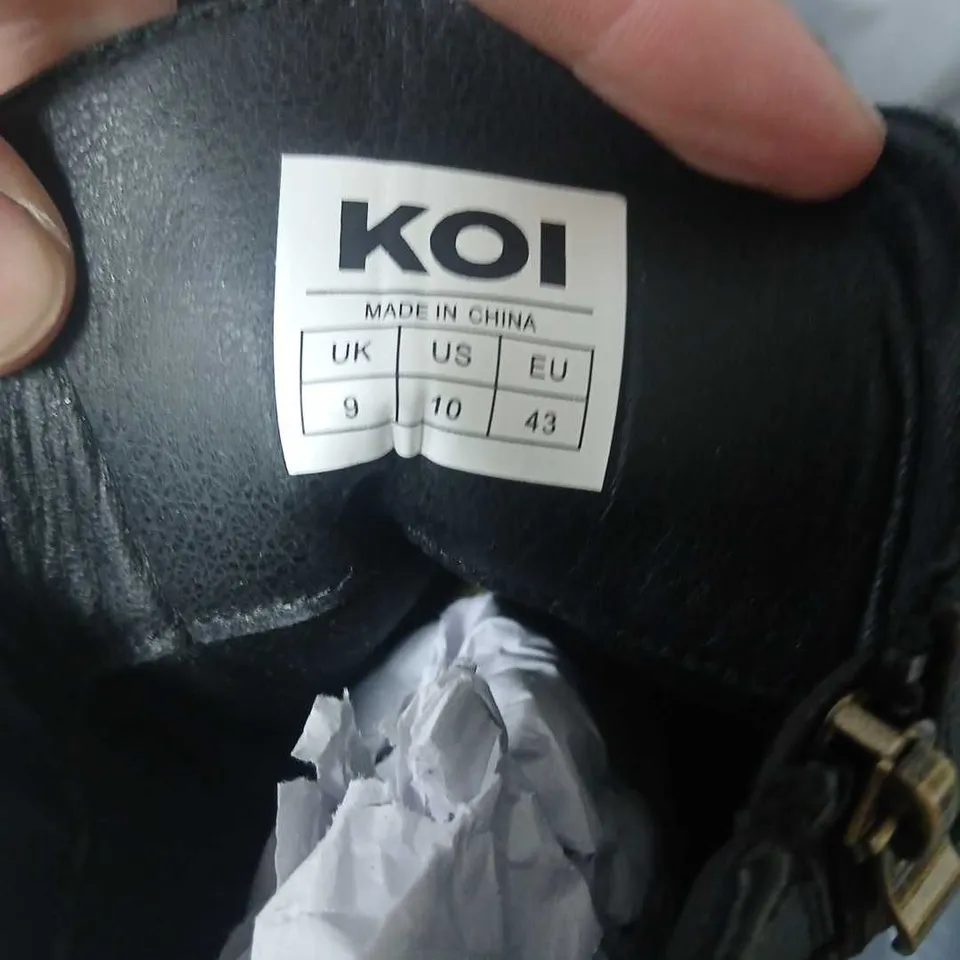 KOI
MADE IN CHINA
UK US EU
9 10 43